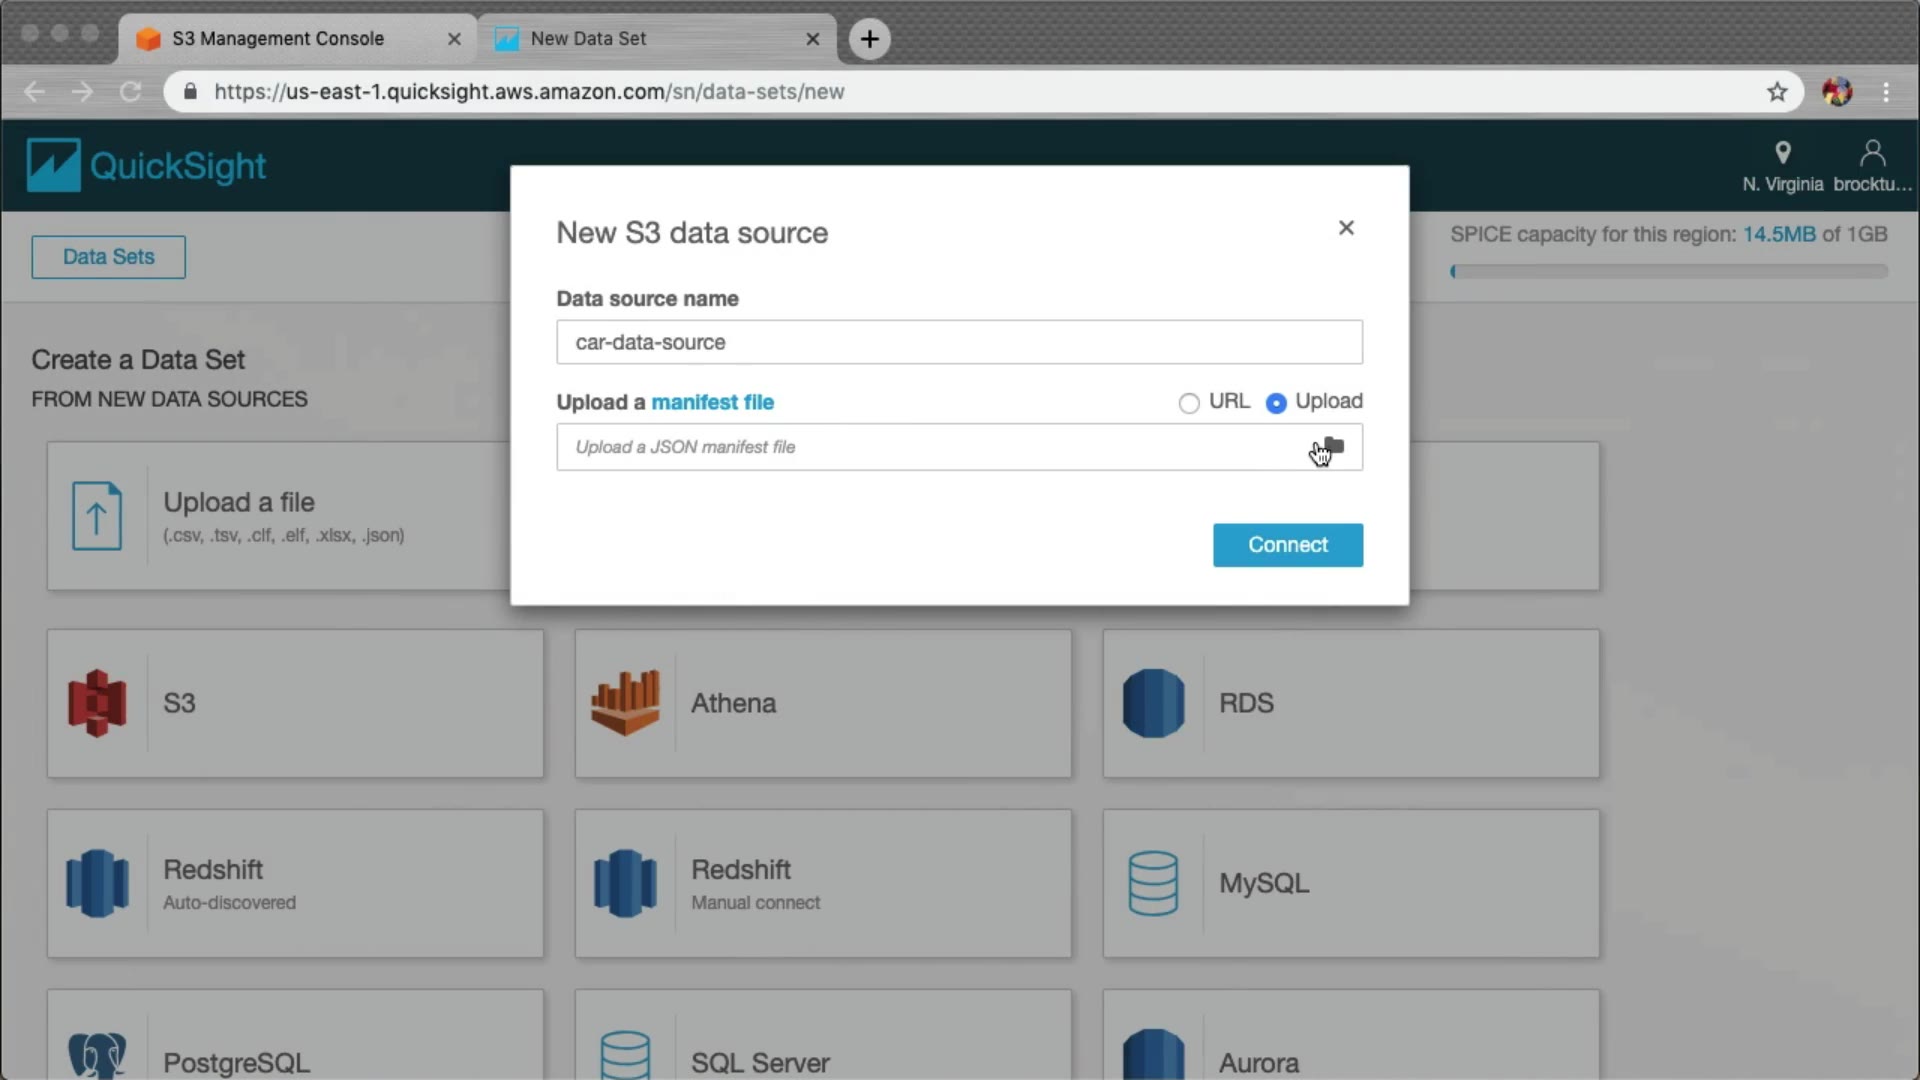 S3 Management Console
New Data Set
https://us-east-1.quicksight.aws.amazon.com/sn/data-sets/new
QuickSight
N. Virginia
brocktu...
Data Sets
SPICE capacity for this region: 14.5MB of 1GB
New S3 data source
Data source name
car-data-source
Upload a manifest file
URL
Upload
Upload a JSON manifest file
Connect
Create a Data Set
FROM NEW DATA SOURCES
Upload a file
(.csv, .tsv, .clf, .elf, .xlsx, .json)
S3
Athena
RDS
Redshift
Auto-discovered
Redshift
Manual connect
MySQL
PostgreSQL
SQL Server
Aurora